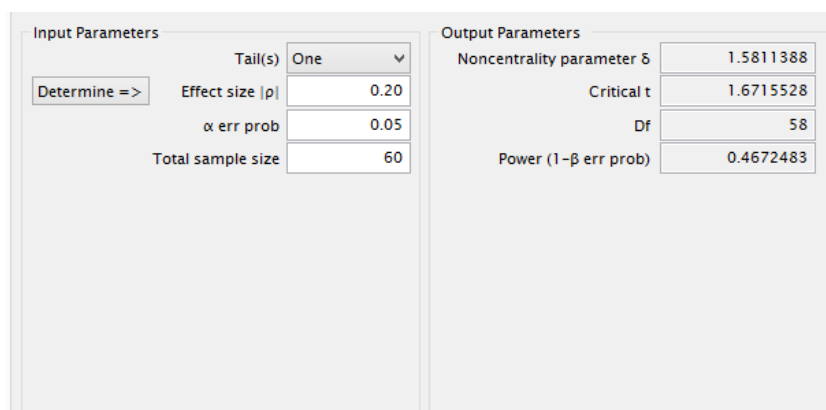 Input Parameters
Tail(s) One
Determine => Effect size |ρ| 0.20
α err prob 0.05
Total sample size 60
Output Parameters
Noncentrality parameter δ 1.5811388
Critical t 1.6715528
Df 58
Power (1-β err prob) 0.4672483